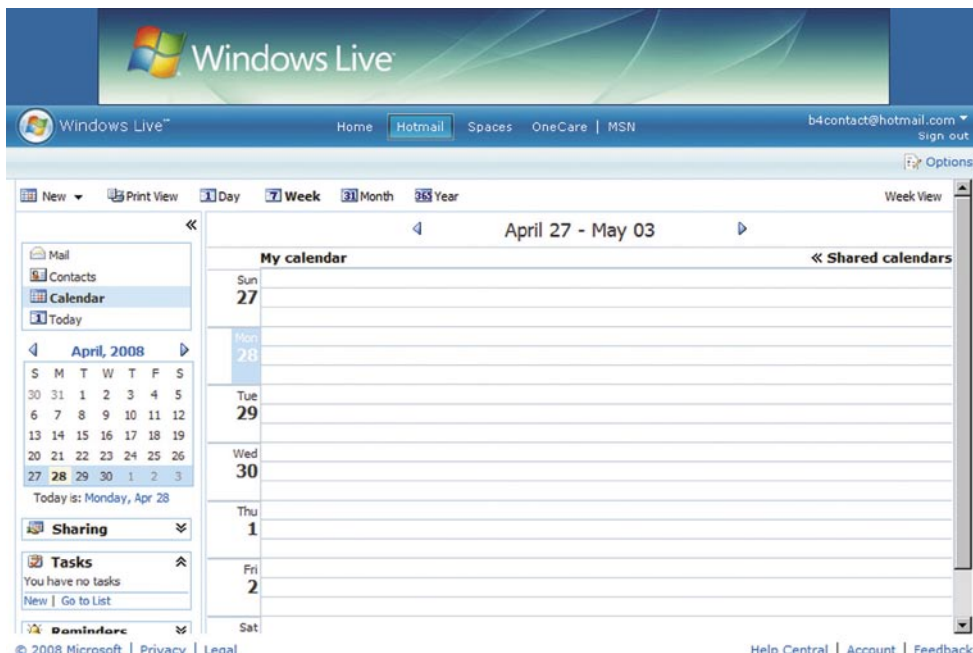 Windows Live
Windows Live™
Home Hotmail Spaces OneCare | MSN
b4contact@hotmail.com
Sign out
Options
New Print View 1 Day 7 Week 31 Month 365 Year Week View
April 27 - May 03
Mail
Contacts
Calendar
1 Today
My calendar
Shared calendars
April, 2008
S M T W T F S
30 31 1 2 3 4 5
6 7 8 9 10 11 12
13 14 15 16 17 18 19
20 21 22 23 24 25 26
27 28 29 30 1 2 3
Today is: Monday, Apr 28
Sharing
Tasks
You have no tasks
New | Go to List
Reminders
Sun
27
Mon
28
Tue
29
Wed
30
Thu
1
Fri
2
Sat
© 2008 Microsoft | Privacy | Legal
Help Central | Account | Feedback